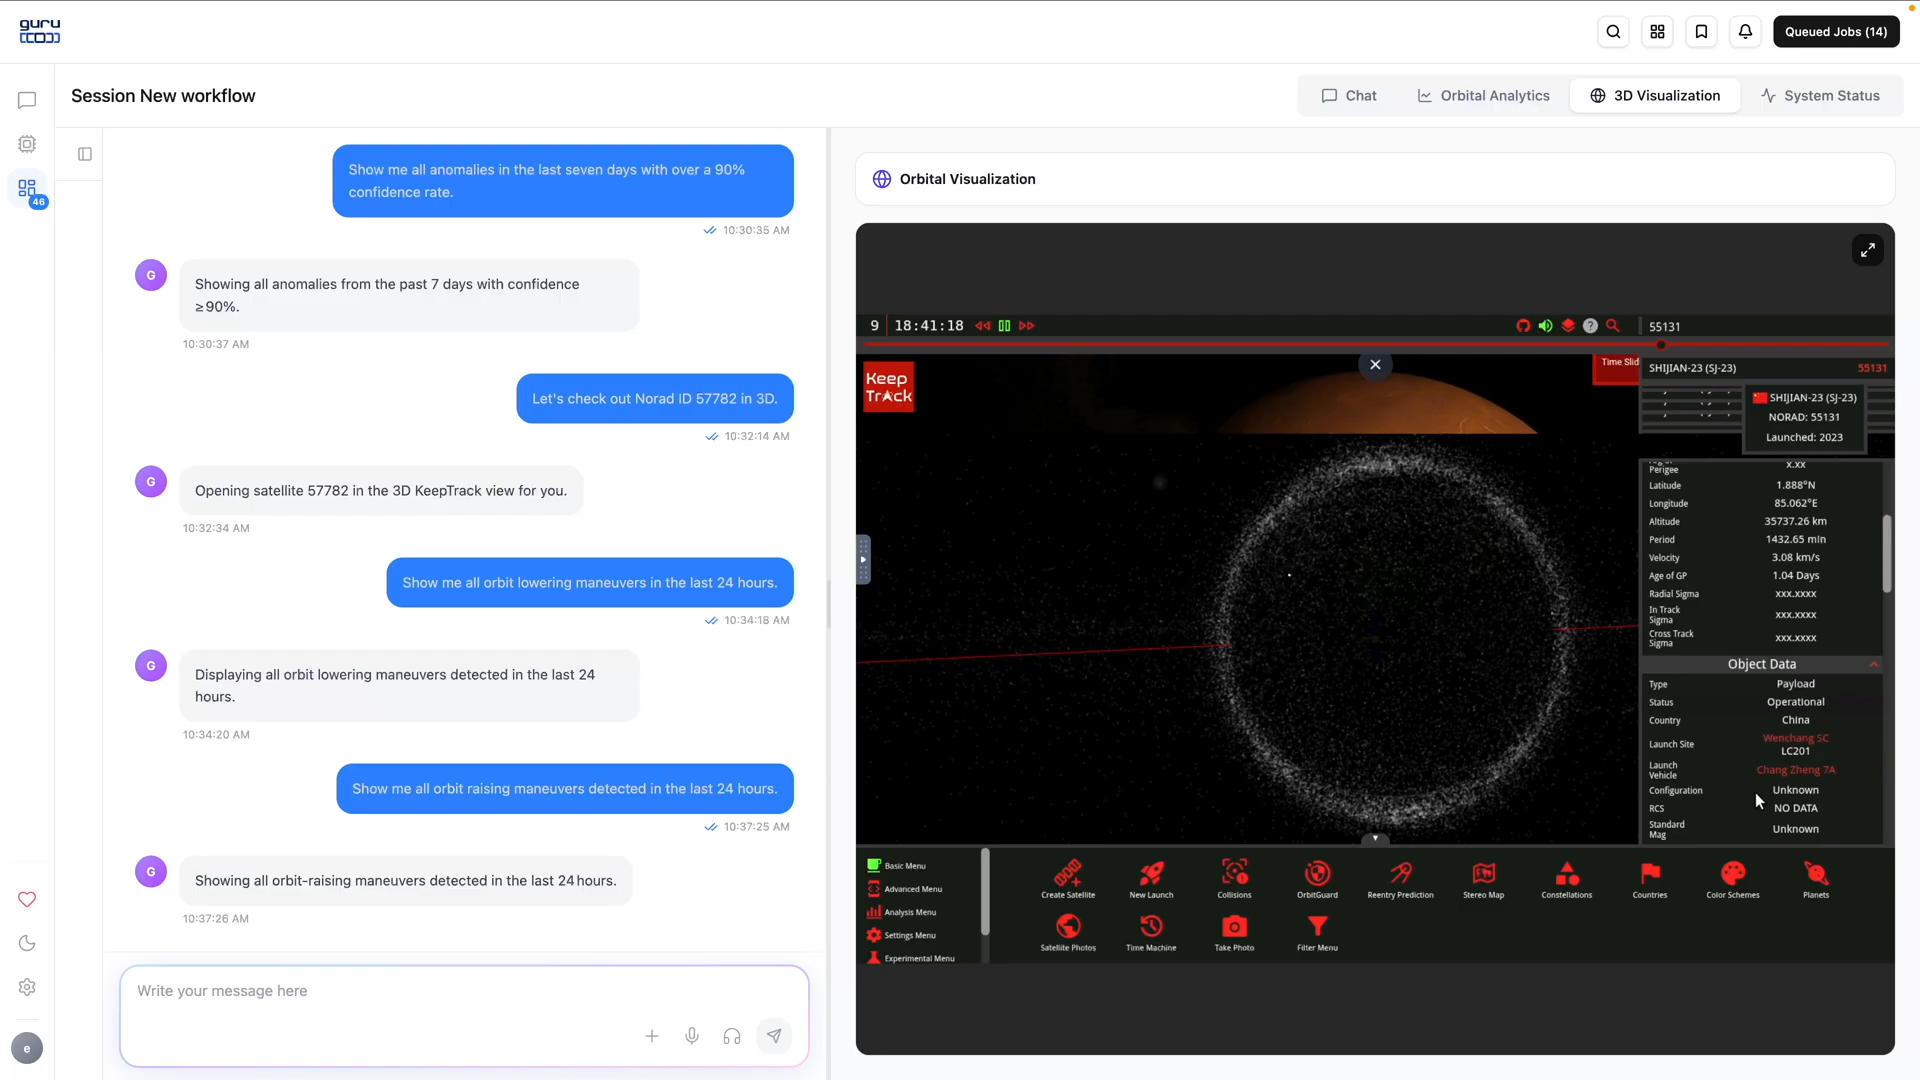 guru
Queued Jobs (14)
Session New workflow
Chat
Orbital Analytics
3D Visualization
System Status
46
Show me all anomalies in the last seven days with over a 90%
confidence rate.
10:30:35 AM
G
Showing all anomalies from the past 7 days with confidence
≥90%.
10:30:37 AM
Let's check out Norad ID 57782 in 3D.
10:32:14 AM
G
Opening satellite 57782 in the 3D KeepTrack view for you.
10:32:34 AM
Show me all orbit lowering maneuvers in the last 24 hours.
10:34:18 AM
G
Displaying all orbit lowering maneuvers detected in the last 24
hours.
10:34:20 AM
Show me all orbit raising maneuvers detected in the last 24 hours.
10:37:25 AM
G
Showing all orbit-raising maneuvers detected in the last 24 hours.
10:37:26 AM
Write your message here
e
Orbital Visualization
9 18:41:18
55131
Keep
Track
Time Slid
SHIJIAN-23 (SJ-23) 55131
SHIJIAN-23 (SJ-23)
NORAD: 55131
Launched: 2023
Perigee x.xx
Latitude 1.888°N
Longitude 85.062°E
Altitude 35737.26 km
Period 1432.65 min
Velocity 3.08 km/s
Age of GP 1.04 Days
Radial Sigma xxx.xxxx
In Track
Sigma xxx.xxxx
Cross Track
Sigma xxx.xxxx
Object Data
Type Payload
Status Operational
Country China
Launch Site Wenchang SC
LC201
Launch
Vehicle Chang Zheng 7A
Configuration Unknown
RCS NO DATA
Standard
Mag Unknown
Basic Menu
Advanced Menu
Analysis Menu
Settings Menu
Experimental Menu
Create Satellite
New Launch
Collisions
OrbitGuard
Reentry Prediction
Stereo Map
Constellations
Countries
Color Schemes
Planets
Satellite Photos
Time Machine
Take Photo
Filter Menu